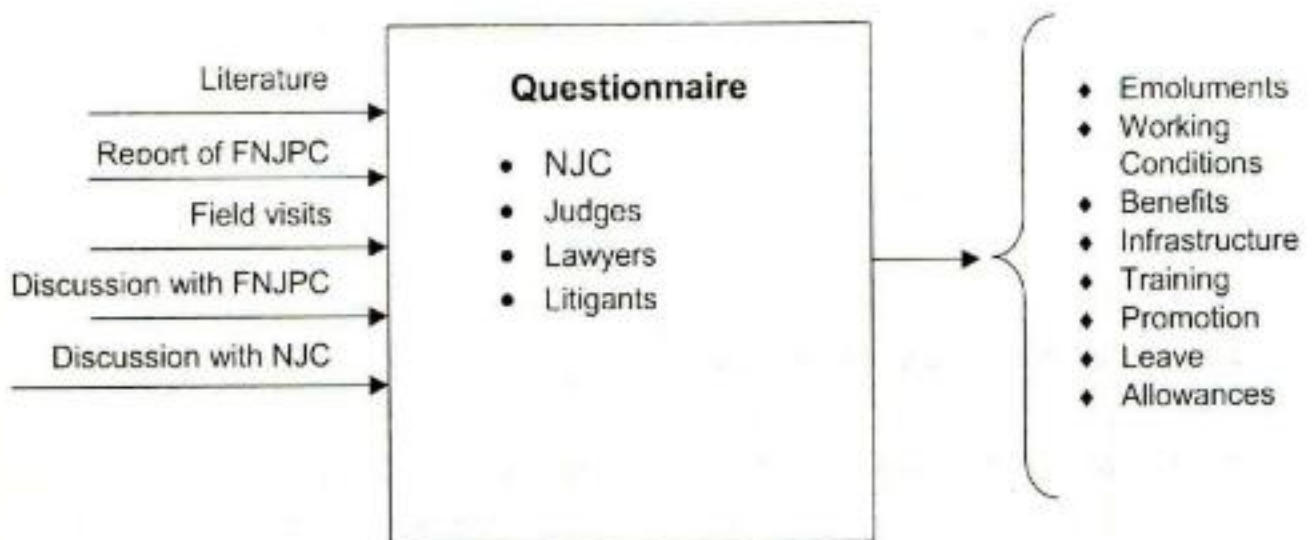 Literature
Report of FNJPC
Field visits
Discussion with FNJPC
Discussion with NJC
Questionnaire
• NJC
• Judges
• Lawyers
• Litigants
♦ Emoluments
♦ Working
Conditions
♦ Benefits
♦ Infrastructure
♦ Training
♦ Promotion
♦ Leave
♦ Allowances